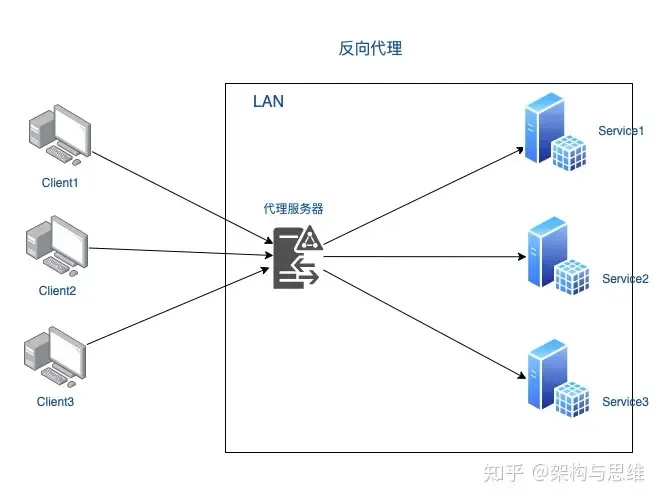 反向代理
LAN
Service1
Client1
代理服务器
Client2
Service2
Client3
Service3
知乎 @架构与思维